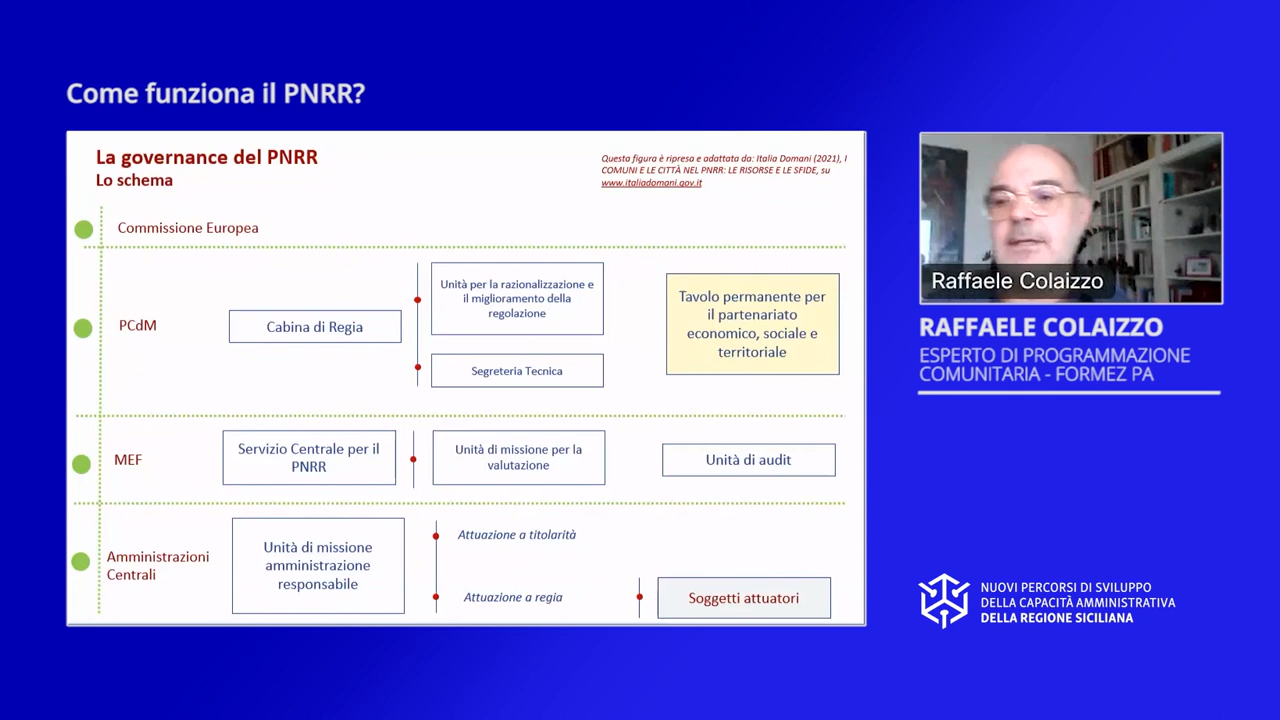 Come funziona il PNRR?
La governance del PNRR
Lo schema
Questa figura è ripresa e adattata da: Italia Domani (2021), I
COMUNI E LE CITTÀ NEL PNRR: LE RISORSE E LE SFIDE, su
www.italiadomani.gov.it
Commissione Europea
PCdM
Cabina di Regia
Unità per la razionalizzazione e
il miglioramento della
regolazione
Segreteria Tecnica
Tavolo permanente per
il partenariato
economico, sociale e
territoriale
MEF
Servizio Centrale per il
PNRR
Unità di missione per la
valutazione
Unità di audit
Amministrazioni
Centrali
Unità di missione
amministrazione
responsabile
Attuazione a titolarità
Attuazione a regia
Soggetti attuatori
Raffaele Colaizzo
RAFFAELE COLAIZZO
ESPERTO DI PROGRAMMAZIONE
COMUNITARIA - FORMEZ PA
NUOVI PERCORSI DI SVILUPPO
DELLA CAPACITÀ AMMINISTRATIVA
DELLA REGIONE SICILIANA